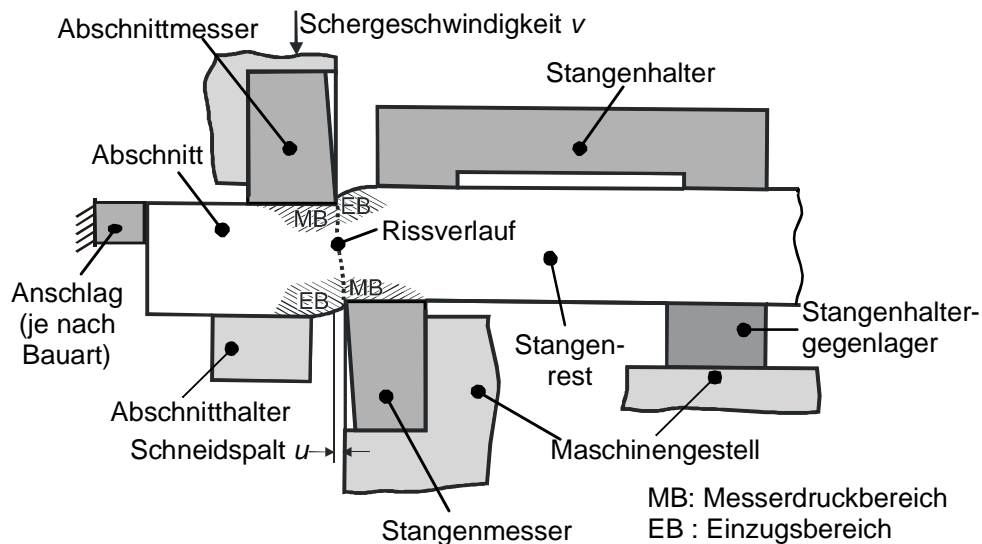 Schergeschwindigkeit v
Abschnittmesser
Stangenhalter
Abschnitt
MB
EB
Rissverlauf
EB
MB
Anschlag
(je nach
Bauart)
Stangen-
rest
Stangenhalter-
gegenlager
Abschnitthalter
Schneidspalt u
Maschinengestell
Stangenmesser
MB: Messerdruckbereich
EB : Einzugsbereich